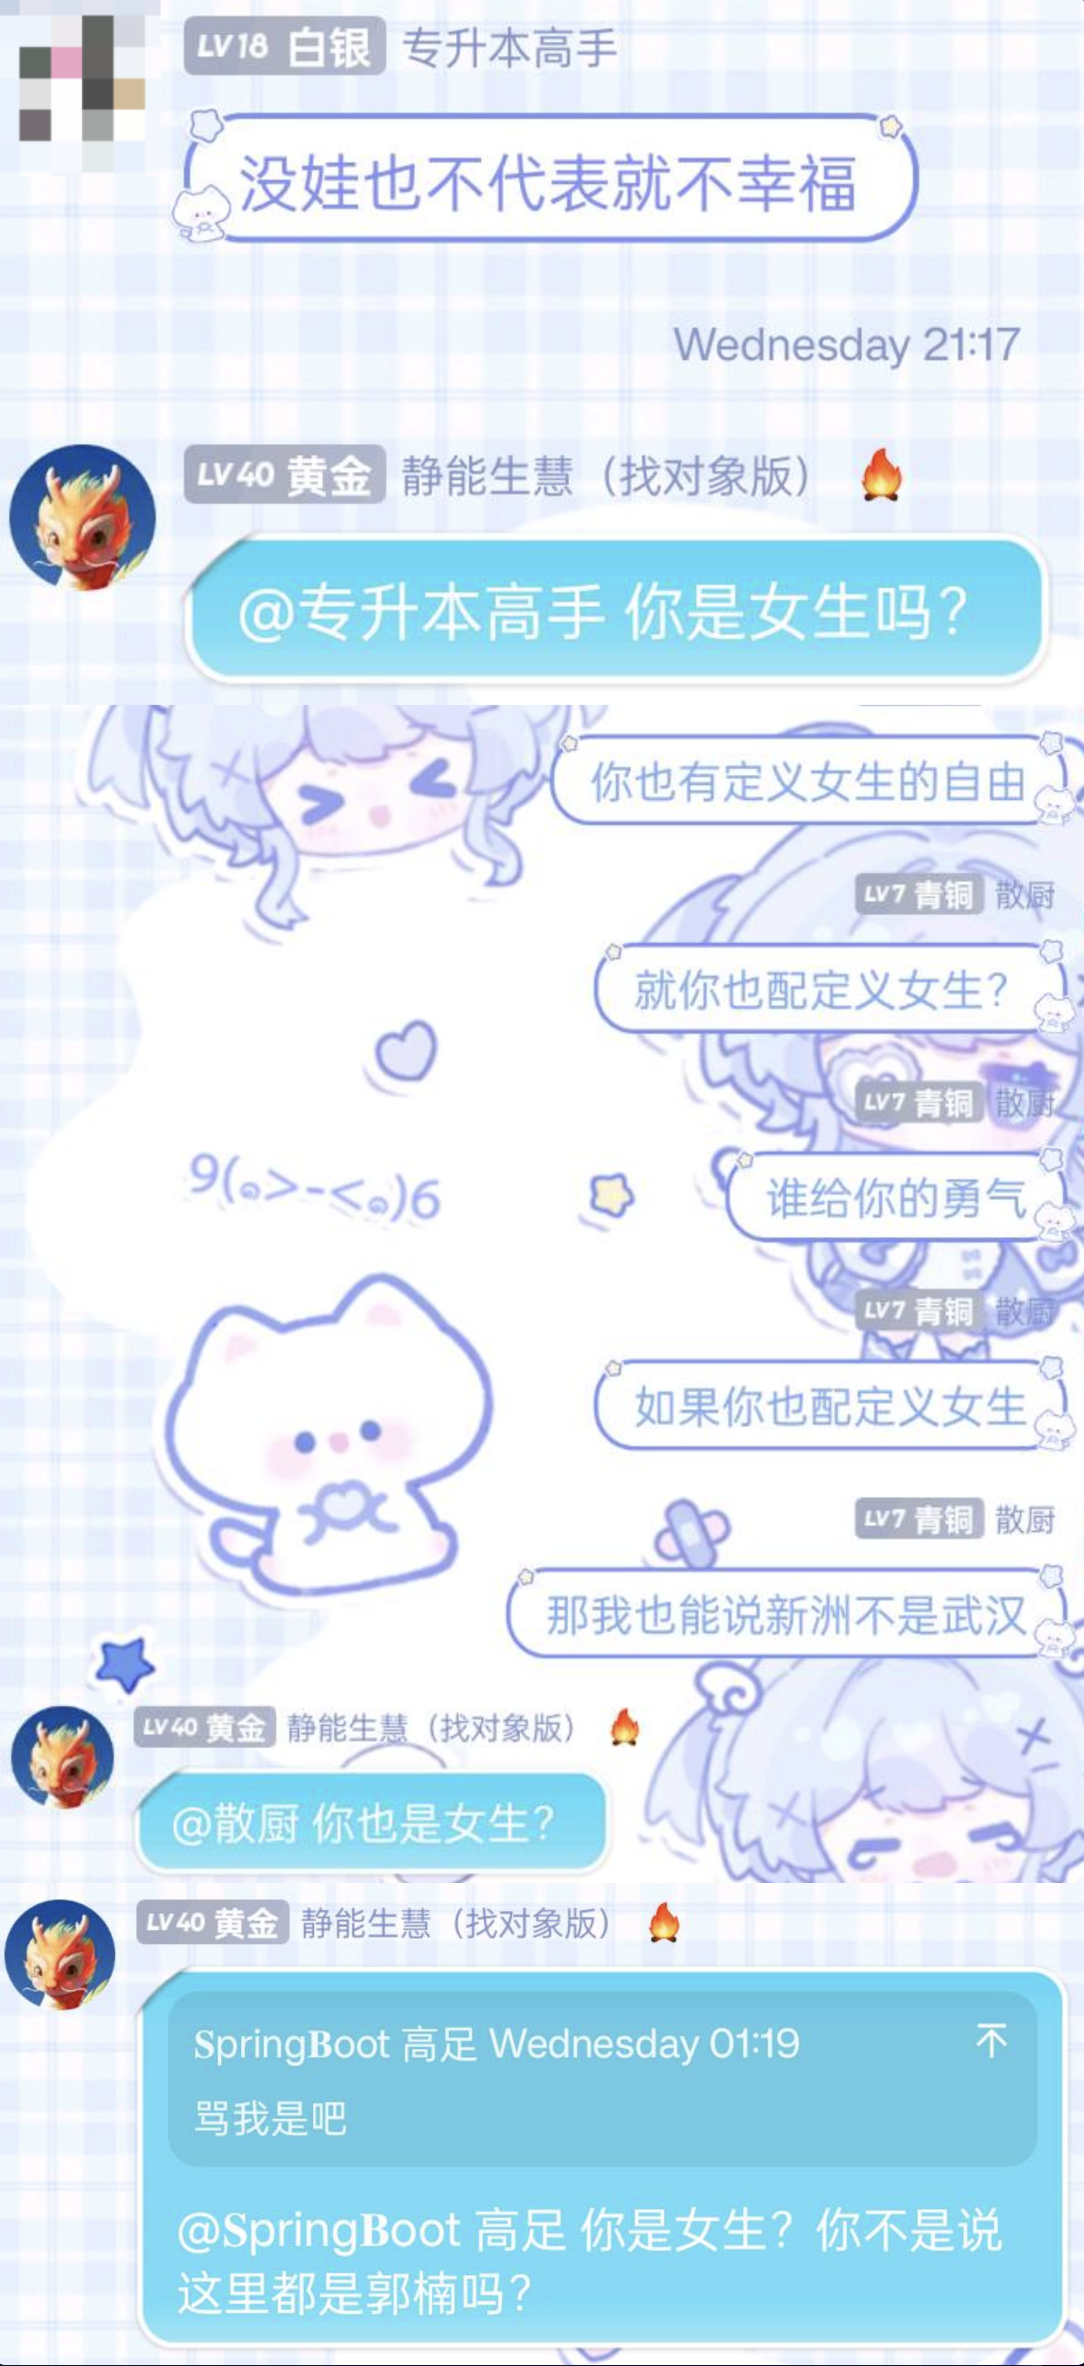 LV18 白银 专升本高手
没娃也不代表就不幸福
Wednesday 21:17
LV40 黄金 静能生慧（找对象版） 🔥
@专升本高手 你是女生吗？
你也有定义女生的自由
LV7 青铜 散厨
就你也配定义女生？
LV7 青铜 散厨
谁给你的勇气
LV7 青铜 散厨
如果你也配定义女生
LV7 青铜 散厨
那我也能说新洲不是武汉
9(๑>-<๑)6
LV40 黄金 静能生慧（找对象版） 🔥
@散厨 你也是女生？
LV40 黄金 静能生慧（找对象版） 🔥
𝐒pring𝐁oot 高足 Wednesday 01:19
骂我是吧
@𝐒pring𝐁oot 高足 你是女生？你不是说
这里都是郭楠吗？